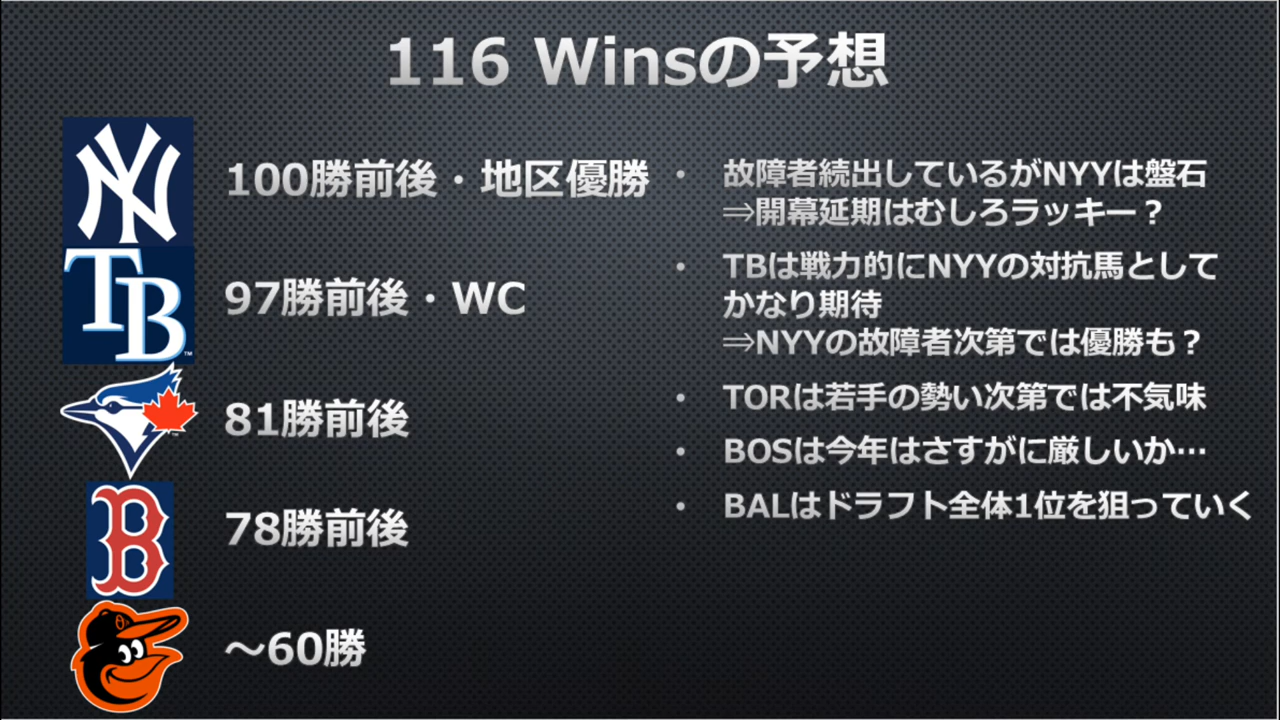 116 Winsの予想
NY
100勝前後・地区優勝
TB
™
97勝前後・WC
81勝前後
B
78勝前後
～60勝
• 故障者続出しているがNYYは盤石
⇒開幕延期はむしろラッキー？
• TBは戦力的にNYYの対抗馬として
かなり期待
⇒NYYの故障者次第では優勝も？
• TORは若手の勢い次第では不気味
• BOSは今年はさすがに厳しいか…
• BALはドラフト全体1位を狙っていく